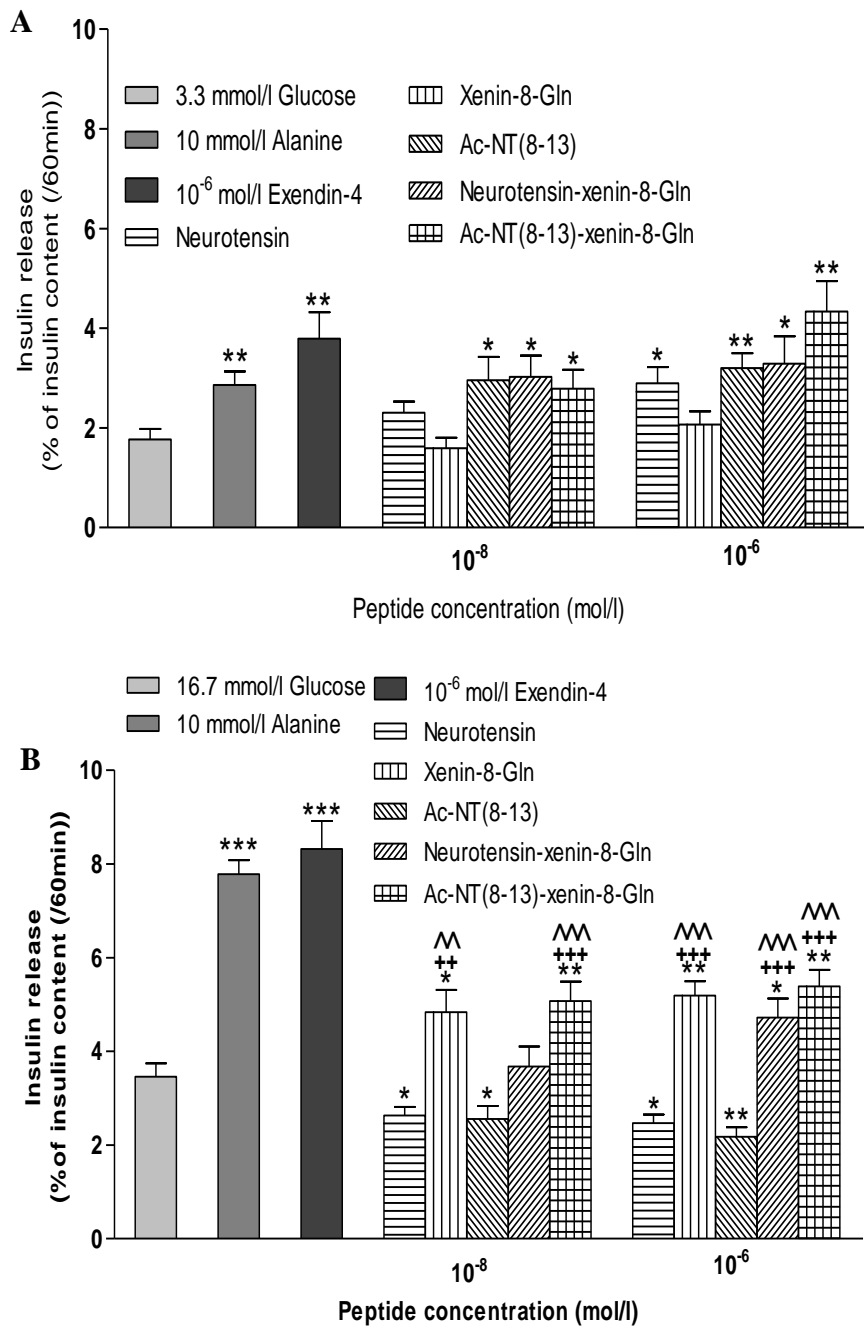 A
10
8
6
4
2
0
Insulin release
(% of insulin content (/60min))
3.3 mmol/l Glucose
10 mmol/l Alanine
10⁻⁶ mol/l Exendin-4
Neurotensin
Xenin-8-Gln
Ac-NT(8-13)
Neurotensin-xenin-8-Gln
Ac-NT(8-13)-xenin-8-Gln
**
**
*
*
*
*
**
*
**
10⁻⁸
10⁻⁶
Peptide concentration (mol/l)
16.7 mmol/l Glucose
10 mmol/l Alanine
10⁻⁶ mol/l Exendin-4
Neurotensin
Xenin-8-Gln
Ac-NT(8-13)
Neurotensin-xenin-8-Gln
Ac-NT(8-13)-xenin-8-Gln
B
10
8
6
4
2
0
Insulin release
(%of insulin content (/60min))
***
***
*
^^
++
*
*
^^^
+++
**
*
^^^
+++
**
**
^^^
+++
*
^^^
+++
**
10⁻⁸
10⁻⁶
Peptide concentration (mol/l)